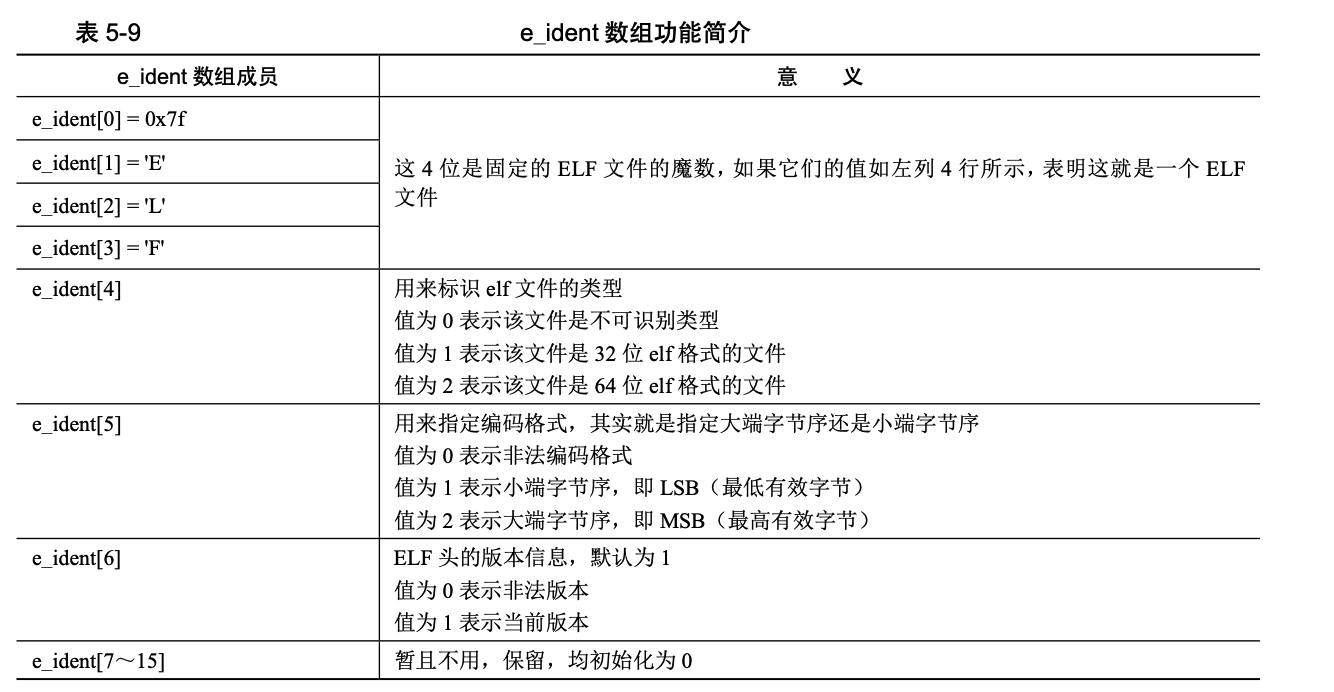 表 5-9
e_ident 数组功能简介
e_ident 数组成员
意 义
e_ident[0] = 0x7f
e_ident[1] = 'E'
e_ident[2] = 'L'
e_ident[3] = 'F'
这 4 位是固定的 ELF 文件的魔数，如果它们的值如左列 4 行所示，表明这就是一个 ELF
文件
e_ident[4]
用来标识 elf 文件的类型
值为 0 表示该文件是不可识别类型
值为 1 表示该文件是 32 位 elf 格式的文件
值为 2 表示该文件是 64 位 elf 格式的文件
e_ident[5]
用来指定编码格式，其实就是指定大端字节序还是小端字节序
值为 0 表示非法编码格式
值为 1 表示小端字节序，即 LSB（最低有效字节）
值为 2 表示大端字节序，即 MSB（最高有效字节）
e_ident[6]
ELF 头的版本信息，默认为 1
值为 0 表示非法版本
值为 1 表示当前版本
e_ident[7～15]
暂且不用，保留，均初始化为 0